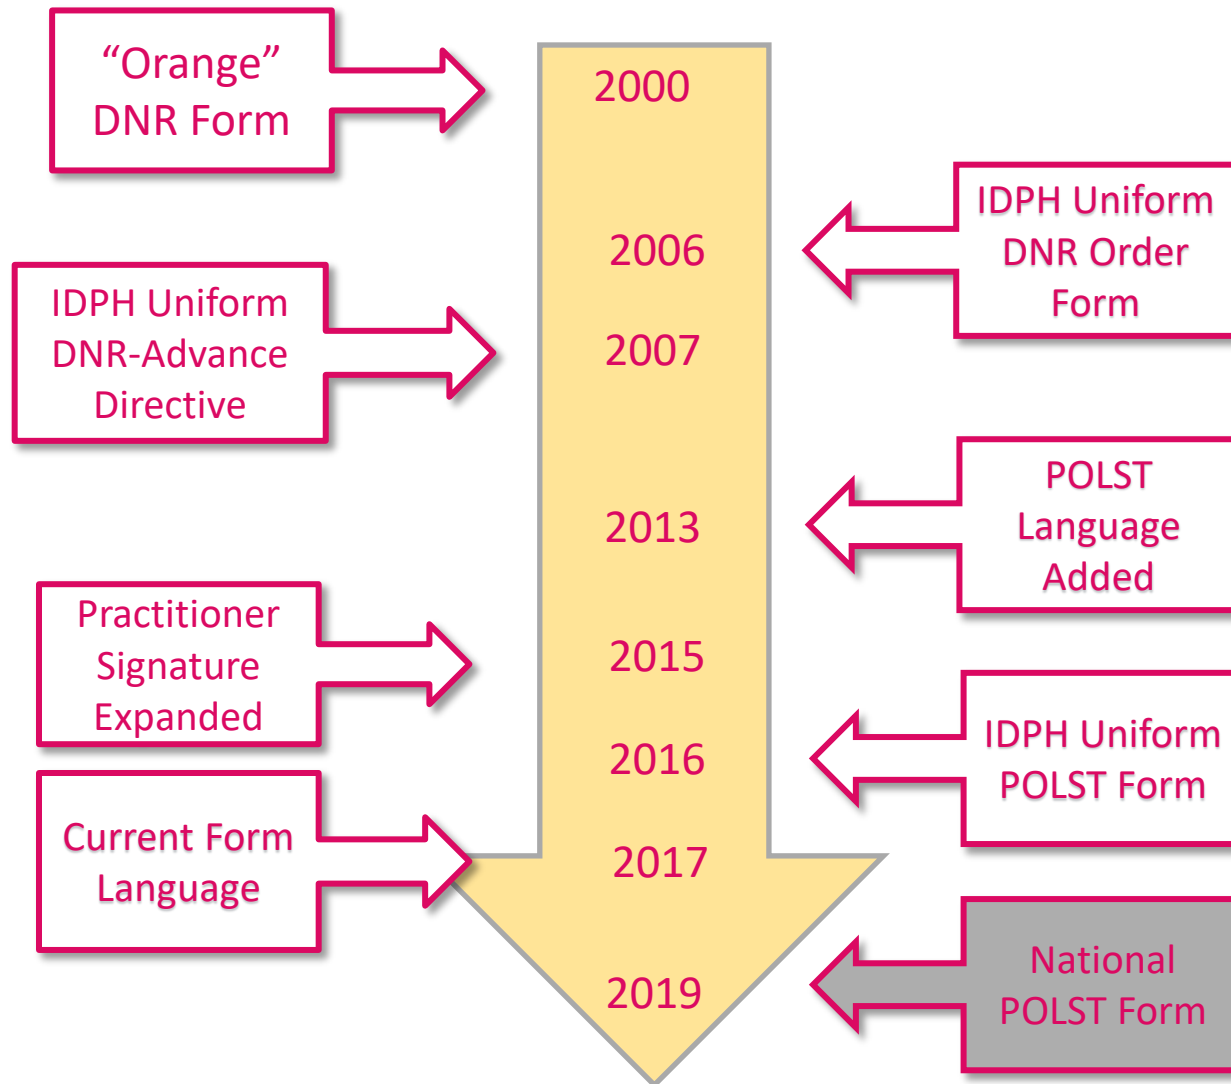 “Orange”
DNR Form
2000
IDPH Uniform
DNR Order
Form
2006
IDPH Uniform
DNR-Advance
Directive
2007
POLST
Language
Added
2013
Practitioner
Signature
Expanded
2015
IDPH Uniform
POLST Form
2016
Current Form
Language
2017
National
POLST Form
2019